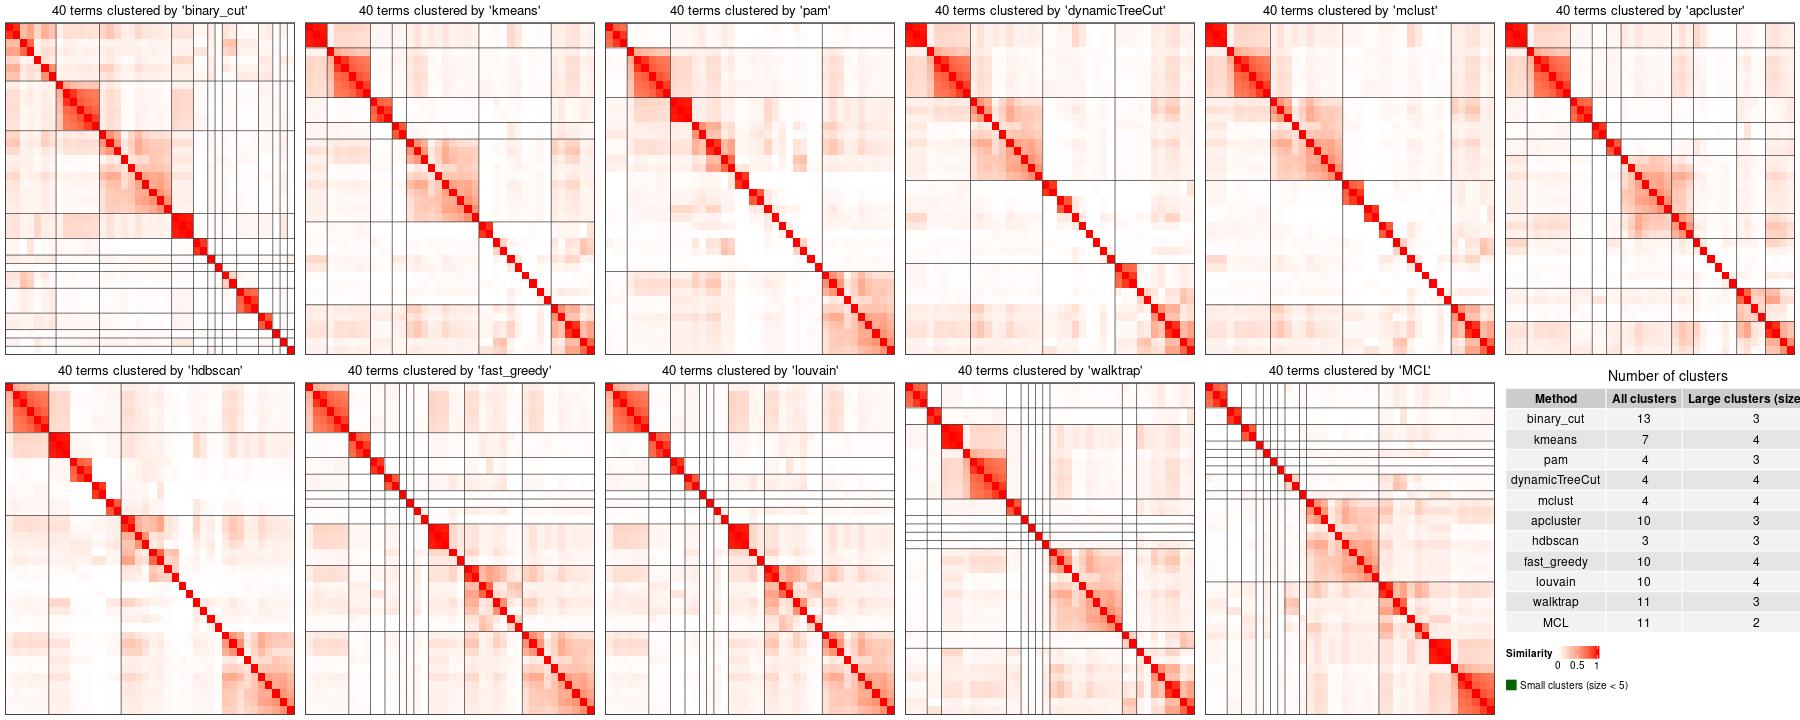 40 terms clustered by 'binary_cut'
40 terms clustered by 'kmeans'
40 terms clustered by 'pam'
40 terms clustered by 'dynamicTreeCut'
40 terms clustered by 'mclust'
40 terms clustered by 'apcluster'
40 terms clustered by 'hdbscan'
40 terms clustered by 'fast_greedy'
40 terms clustered by 'louvain'
40 terms clustered by 'walktrap'
40 terms clustered by 'MCL'
Number of clusters
Method All clusters Large clusters (size
binary_cut 13 3
kmeans 7 4
pam 4 3
dynamicTreeCut 4 4
mclust 4 4
apcluster 10 3
hdbscan 3 3
fast_greedy 10 4
louvain 10 4
walktrap 11 3
MCL 11 2
Similarity
0 0.5 1
Small clusters (size < 5)